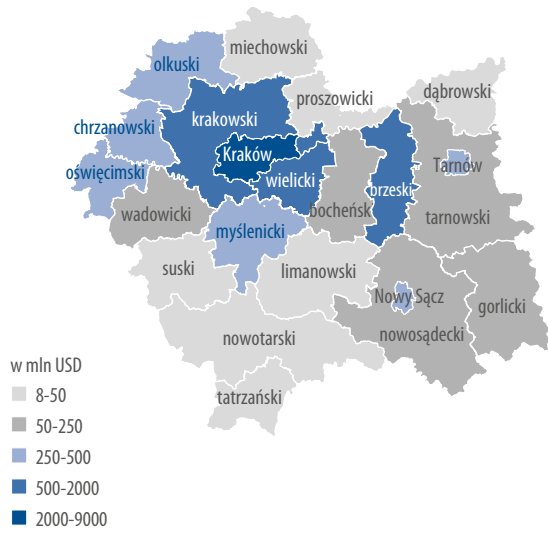 miechowski
olkuski
dąbrowski
proszowicki
krakowski
chrzanowski
Kraków
Tarnów
oświęcimski
wielicki
brzeski
wadowicki
bocheńsk
tarnowski
myślenicki
suski
limanowski
Nowy Sącz
gorlicki
nowotarski
nowosądecki
tatrzański
w mln USD
8-50
50-250
250-500
500-2000
2000-9000